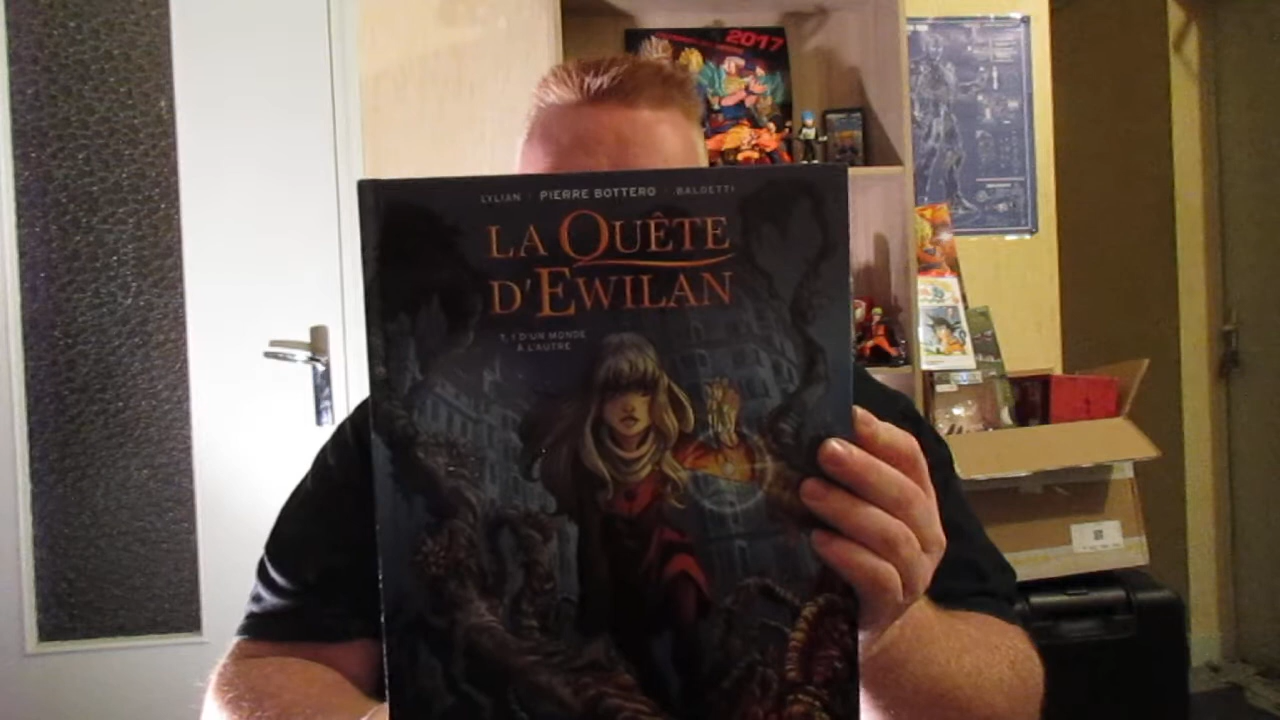 2017
LYLIAN · PIERRE BOTTERO · BALDETTI
LA QUÊTE
D'EWILAN
T. 1 D'UN MONDE
À L'AUTRE